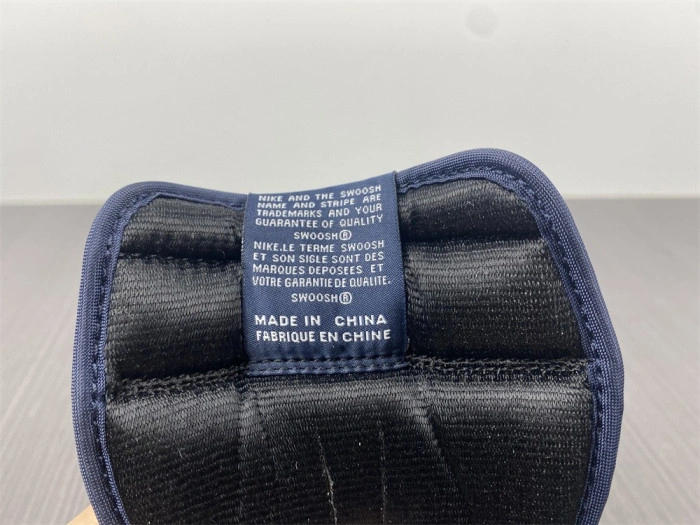 NIKE AND THE SWOOSH
NAME AND STRIPE ARE
TRADEMARKS AND YOUR
GUARANTEE OF QUALITY
SWOOSH®
NIKE.LE TERME SWOOSH
ET SON SIGLE SONT DES
MARQUES DEPOSEES ET
VOTRE GARANTIE DE QUALITE.
SWOOSH®
MADE IN CHINA
FABRIQUE EN CHINE